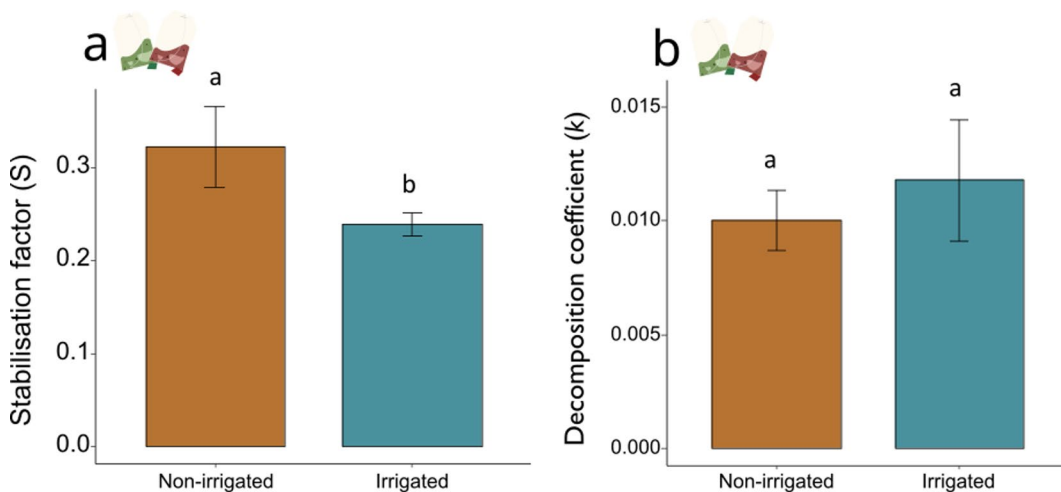 a
Stabilisation factor (S)
0.3
0.2
0.1
0.0
a
b
Non-irrigated
Irrigated
b
Decomposition coefficient (k)
0.015
0.010
0.005
0.000
a
a
Non-irrigated
Irrigated